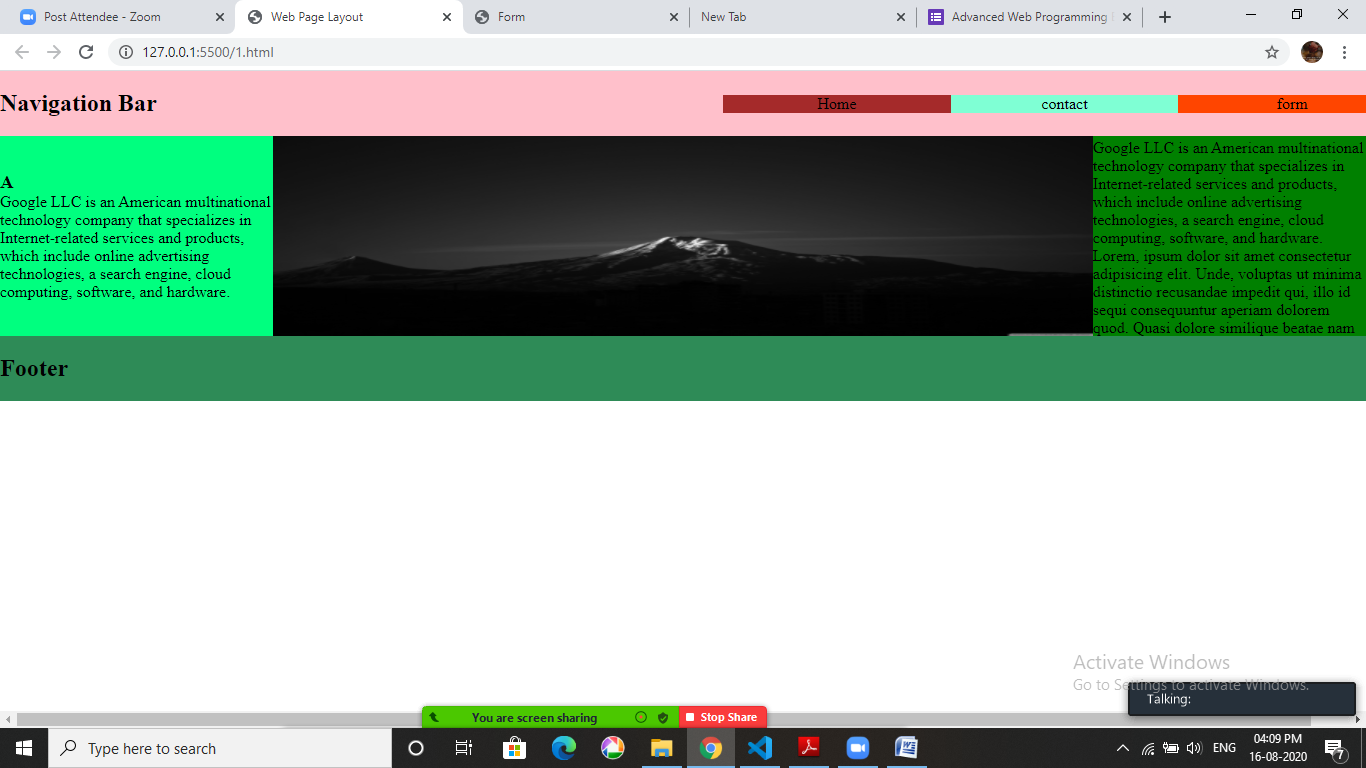 Post Attendee - Zoom
Web Page Layout
Form
New Tab
Advanced Web Programming
127.0.0.1:5500/1.html
Navigation Bar
Home
contact
form
A
Google LLC is an American multinational
technology company that specializes in
Internet-related services and products,
which include online advertising
technologies, a search engine, cloud
computing, software, and hardware.
Google LLC is an American multinational
technology company that specializes in
Internet-related services and products,
which include online advertising
technologies, a search engine, cloud
computing, software, and hardware.
Lorem, ipsum dolor sit amet consectetur
adipisicing elit. Unde, voluptas ut minima
distinctio recusandae impedit qui, illo id
sequi consequuntur aperiam dolorem
quod. Quasi dolore similique beatae nam
Footer
Activate Windows
Go to Settings to activate Windows.
Talking:
You are screen sharing
Stop Share
Type here to search
ENG
04:09 PM
16-08-2020
7